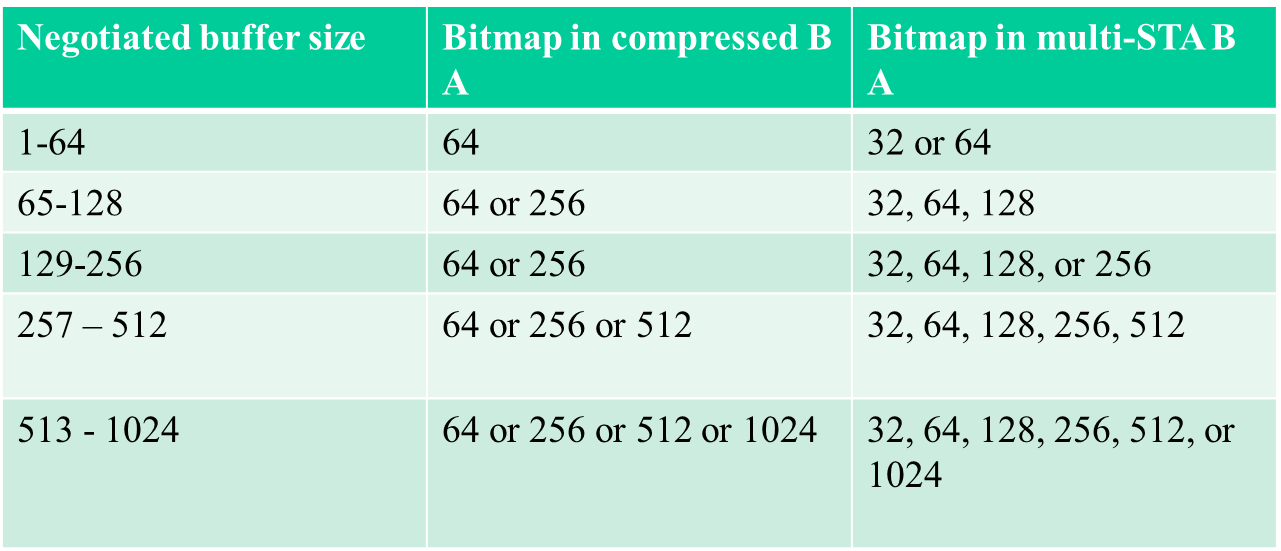 Negotiated buffer size
Bitmap in compressed B
A
Bitmap in multi-STA B
A
1-64
64
32 or 64
65-128
64 or 256
32, 64, 128
129-256
64 or 256
32, 64, 128, or 256
257 – 512
64 or 256 or 512
32, 64, 128, 256, 512
513 - 1024
64 or 256 or 512 or 1024
32, 64, 128, 256, 512, or
1024